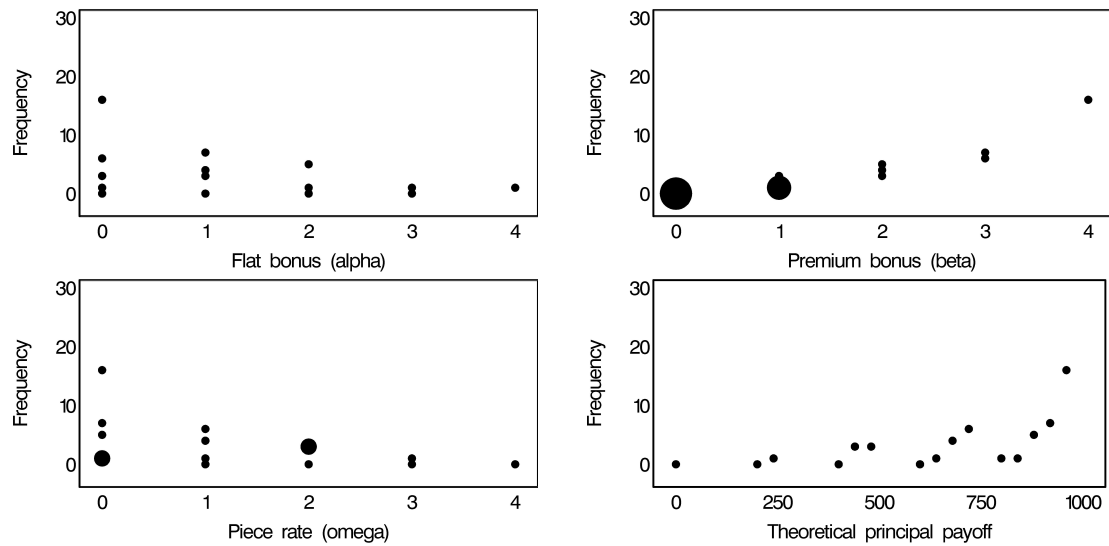 30
20
10
0
Frequency
0 1 2 3 4
Flat bonus (alpha)
30
20
10
0
Frequency
0 1 2 3 4
Premium bonus (beta)
30
20
10
0
Frequency
0 1 2 3 4
Piece rate (omega)
30
20
10
0
Frequency
0 250 500 750 1000
Theoretical principal payoff